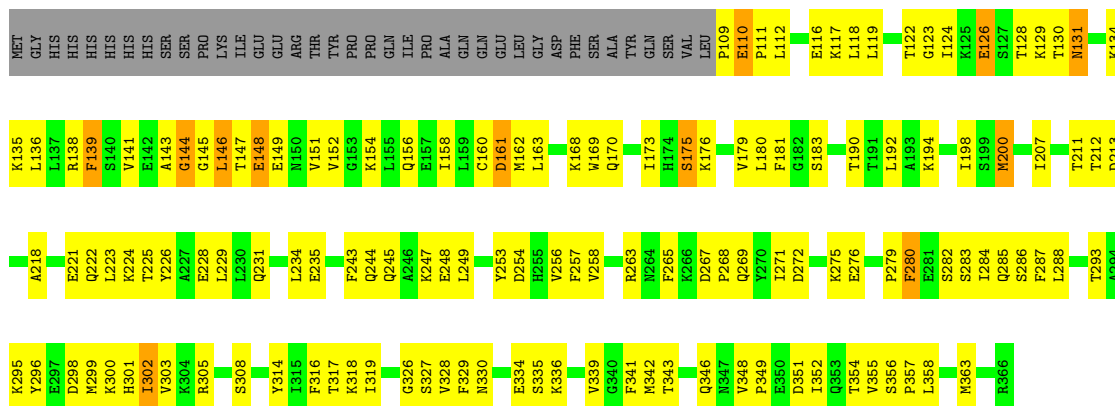 MET GLY HIS HIS HIS HIS HIS HIS SER SER PRO LYS ILE GLU GLU ARG THR TYR PRO PRO GLN ILE PRO ALA GLN GLN GLU LEU GLY ASP PHE SER ALA TYR GLN SER VAL LEU P109 E110 P111 L112 E116 K117 L118 L119 T122 G123 I124 K125 E126 S127 T128 K129 T130 N131 K134
K135 L136 L137 R138 F139 S140 V141 E142 A143 G144 G145 L146 T147 E148 E149 N150 V151 V152 G153 K154 L155 Q156 E157 I158 L159 C160 D161 M162 L163 K168 W169 Q170 I173 H174 S175 K176 V179 L180 F181 G182 S183 T190 T191 L192 A193 K194 I198 S199 M200 I207 T211 T212
A218 E221 Q222 L223 K224 T225 Y226 A227 E228 L229 L230 Q231 L234 E235 F243 Q244 Q245 A246 K247 E248 L249 Y253 D254 H255 V256 F257 V258 R263 N264 F265 K266 D267 P268 Q269 Y270 I271 D272 K275 E276 P279 F280 E281 S282 S283 I284 Q285 S286 F287 L288 T293 A294
K295 Y296 E297 D298 M299 K300 H301 I302 V303 K304 R305 S308 Y314 I315 F316 T317 K318 I319 G326 S327 V328 F329 N330 E334 S335 K336 V339 G340 F341 M342 T343 Q346 N347 V348 P349 E350 D351 I352 Q353 T354 V355 S356 P357 L358 M363 R366